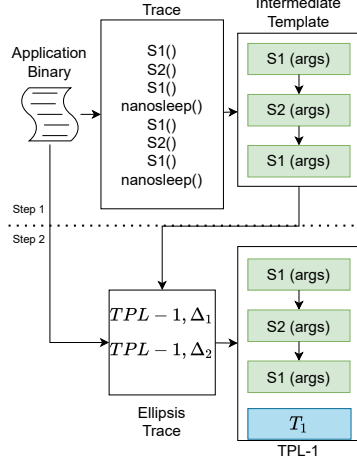 Trace
Intermediate
Template
Application
Binary
S1()
S2()
S1()
nanosleep()
S1()
S2()
S1()
nanosleep()
S1 (args)
S2 (args)
S1 (args)
Step 1
Step 2
TPL − 1, Δ₁
TPL − 1, Δ₂
Ellipsis
Trace
S1 (args)
S2 (args)
S1 (args)
T₁
TPL-1